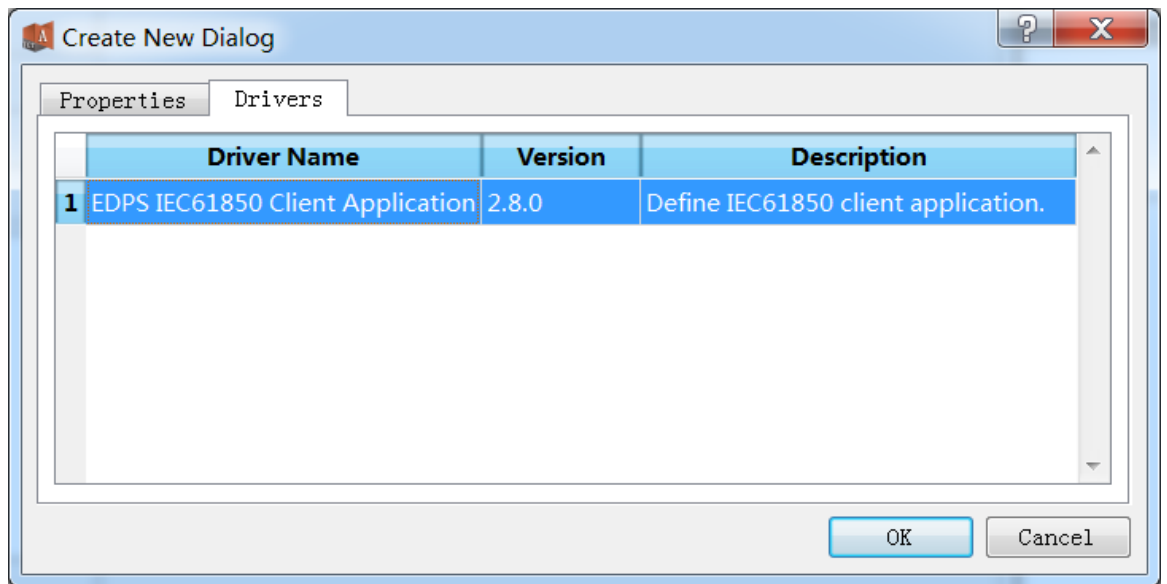 Create New Dialog
Properties Drivers
Driver Name Version Description
1 EDPS IEC61850 Client Application 2.8.0 Define IEC61850 client application.
OK Cancel